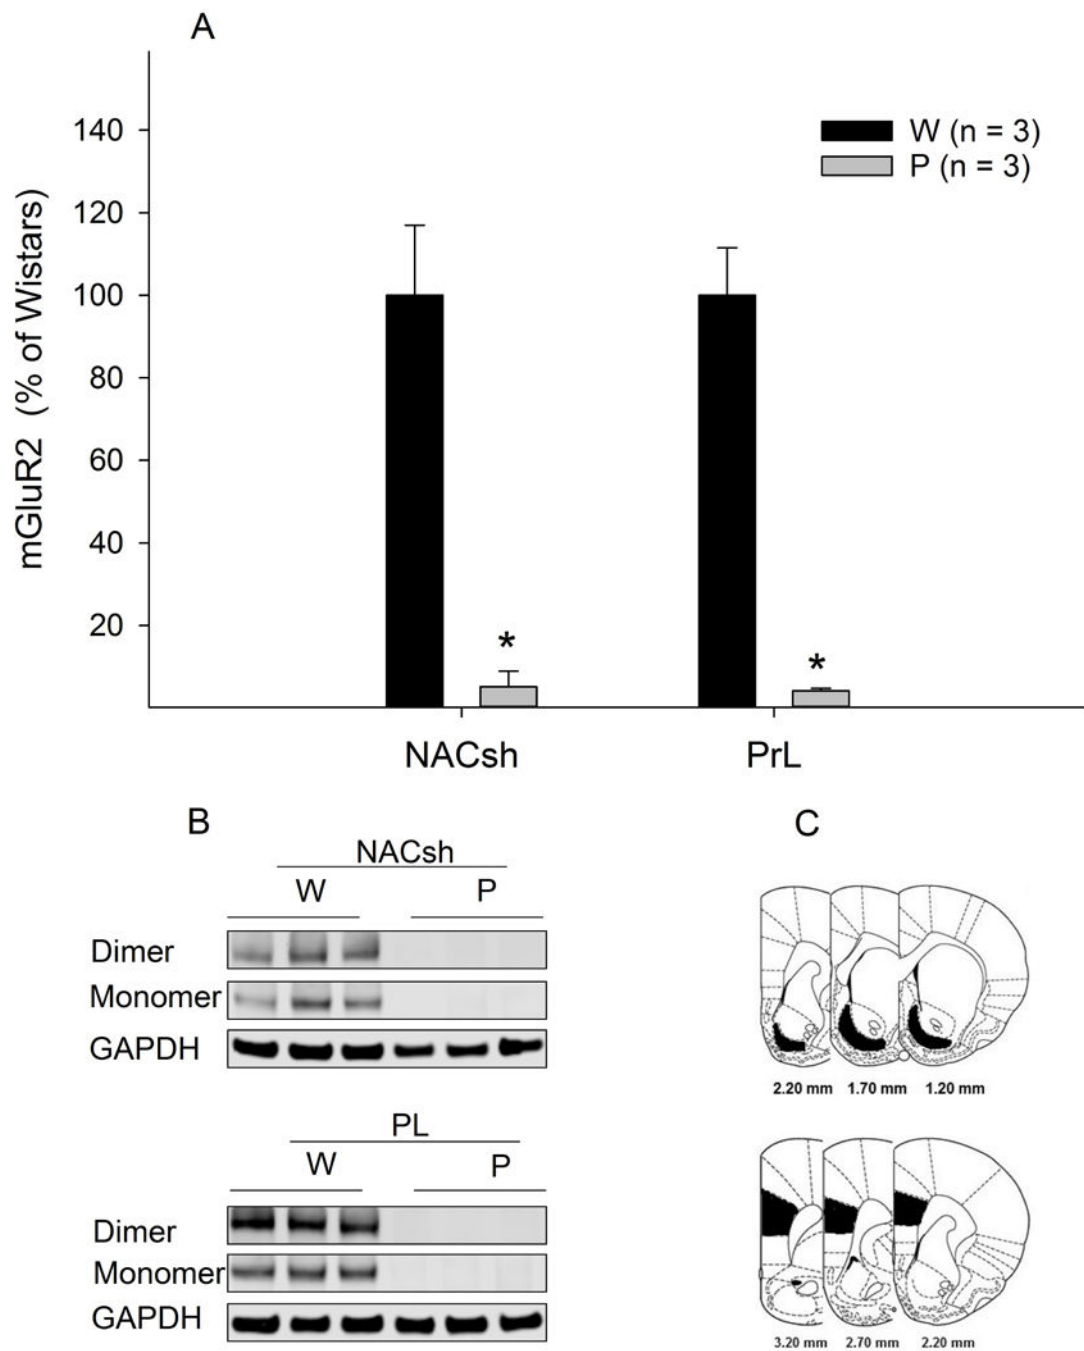 A
140
120
100
80
60
40
20
mGluR2 (% of Wistars)
W (n = 3)
P (n = 3)
*
*
NACsh
PrL
B
NACsh
W
P
Dimer
Monomer
GAPDH
PL
W
P
Dimer
Monomer
GAPDH
C
2.20 mm
1.70 mm
1.20 mm
3.20 mm
2.70 mm
2.20 mm